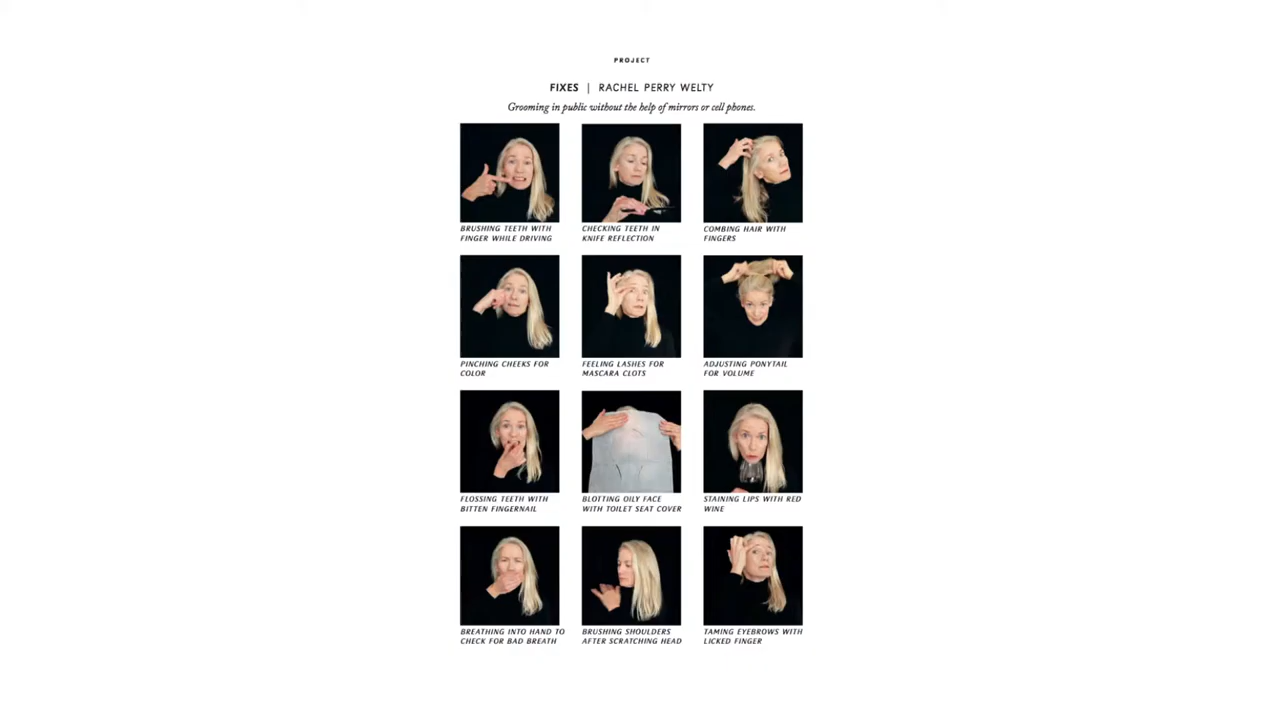 PROJECT
FIXES | RACHEL PERRY WELTY
Grooming in public without the help of mirrors or cell phones.
BRUSHING TEETH WITH
FINGER WHILE DRIVING
CHECKING TEETH IN
KNIFE REFLECTION
COMBING HAIR WITH
FINGERS
PINCHING CHEEKS FOR
COLOR
FEELING LASHES FOR
MASCARA CLOTS
ADJUSTING PONYTAIL
FOR VOLUME
FLOSSING TEETH WITH
BITTEN FINGERNAIL
BLOTTING OILY FACE
WITH TOILET SEAT COVER
STAINING LIPS WITH RED
WINE
BREATHING INTO HAND TO
CHECK FOR BAD BREATH
BRUSHING SHOULDERS
AFTER SCRATCHING HEAD
TAMING EYEBROWS WITH
LICKED FINGER